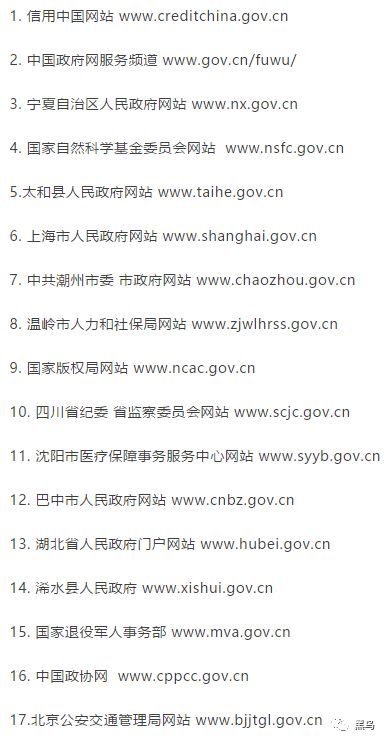 1. 信用中国网站 www.creditchina.gov.cn
2. 中国政府网服务频道 www.gov.cn/fuwu/
3. 宁夏自治区人民政府网站 www.nx.gov.cn
4. 国家自然科学基金委员会网站 www.nsfc.gov.cn
5.太和县人民政府网站 www.taihe.gov.cn
6. 上海市人民政府网站 www.shanghai.gov.cn
7. 中共潮州市委 市政府网站 www.chaozhou.gov.cn
8. 温岭市人力和社保局网站 www.zjwlhrss.gov.cn
9. 国家版权局网站 www.ncac.gov.cn
10. 四川省纪委 省监察委员会网站 www.scjc.gov.cn
11. 沈阳市医疗保障事务服务中心网站 www.syyb.gov.cn
12. 巴中市人民政府网站 www.cnbz.gov.cn
13. 湖北省人民政府门户网站 www.hubei.gov.cn
14. 浠水县人民政府 www.xishui.gov.cn
15. 国家退役军人事务部 www.mva.gov.cn
16. 中国政协网 www.cppcc.gov.cn
17.北京公安交通管理局网站 www.bjjtgl.gov.cn
黑鸟